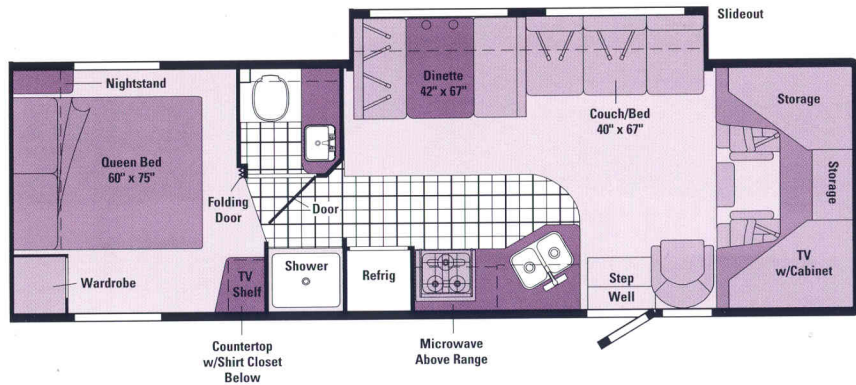 Slideout
Nightstand
Dinette
42" x 67"
Couch/Bed
40" x 67"
Storage
Queen Bed
60" x 75"
Storage
Folding
Door
Door
Wardrobe
TV
Shelf
Shower
Refrig
Step
Well
TV
w/Cabinet
Countertop
w/Shirt Closet
Below
Microwave
Above Range